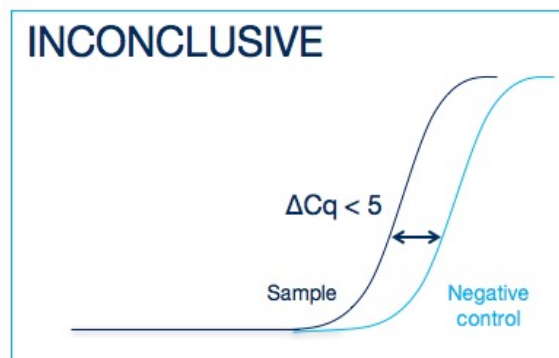 INCONCLUSIVE
ΔCq < 5
Sample
Negative
control